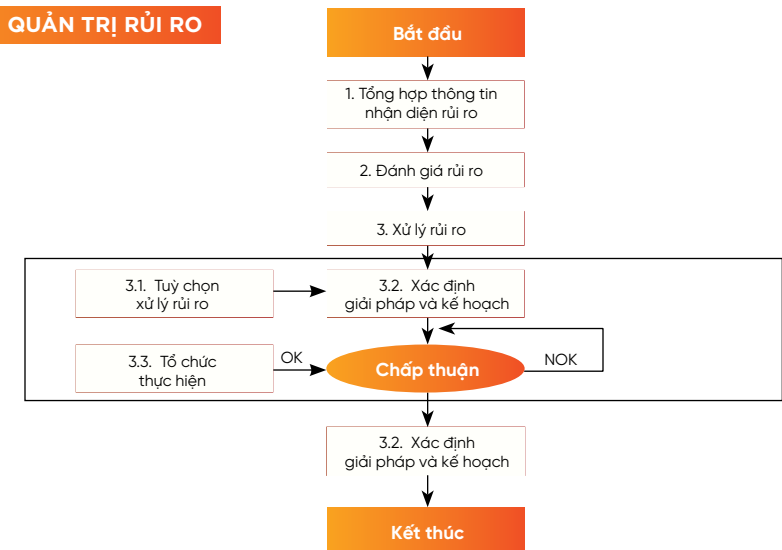 QUẢN TRỊ RỦI RO
Bắt đầu
1. Tổng hợp thông tin
nhận diện rủi ro
2. Đánh giá rủi ro
3. Xử lý rủi ro
3.1. Tuỳ chọn
xử lý rủi ro
3.2. Xác định
giải pháp và kế hoạch
3.3. Tổ chức
thực hiện
OK
Chấp thuận
NOK
3.2. Xác định
giải pháp và kế hoạch
Kết thúc